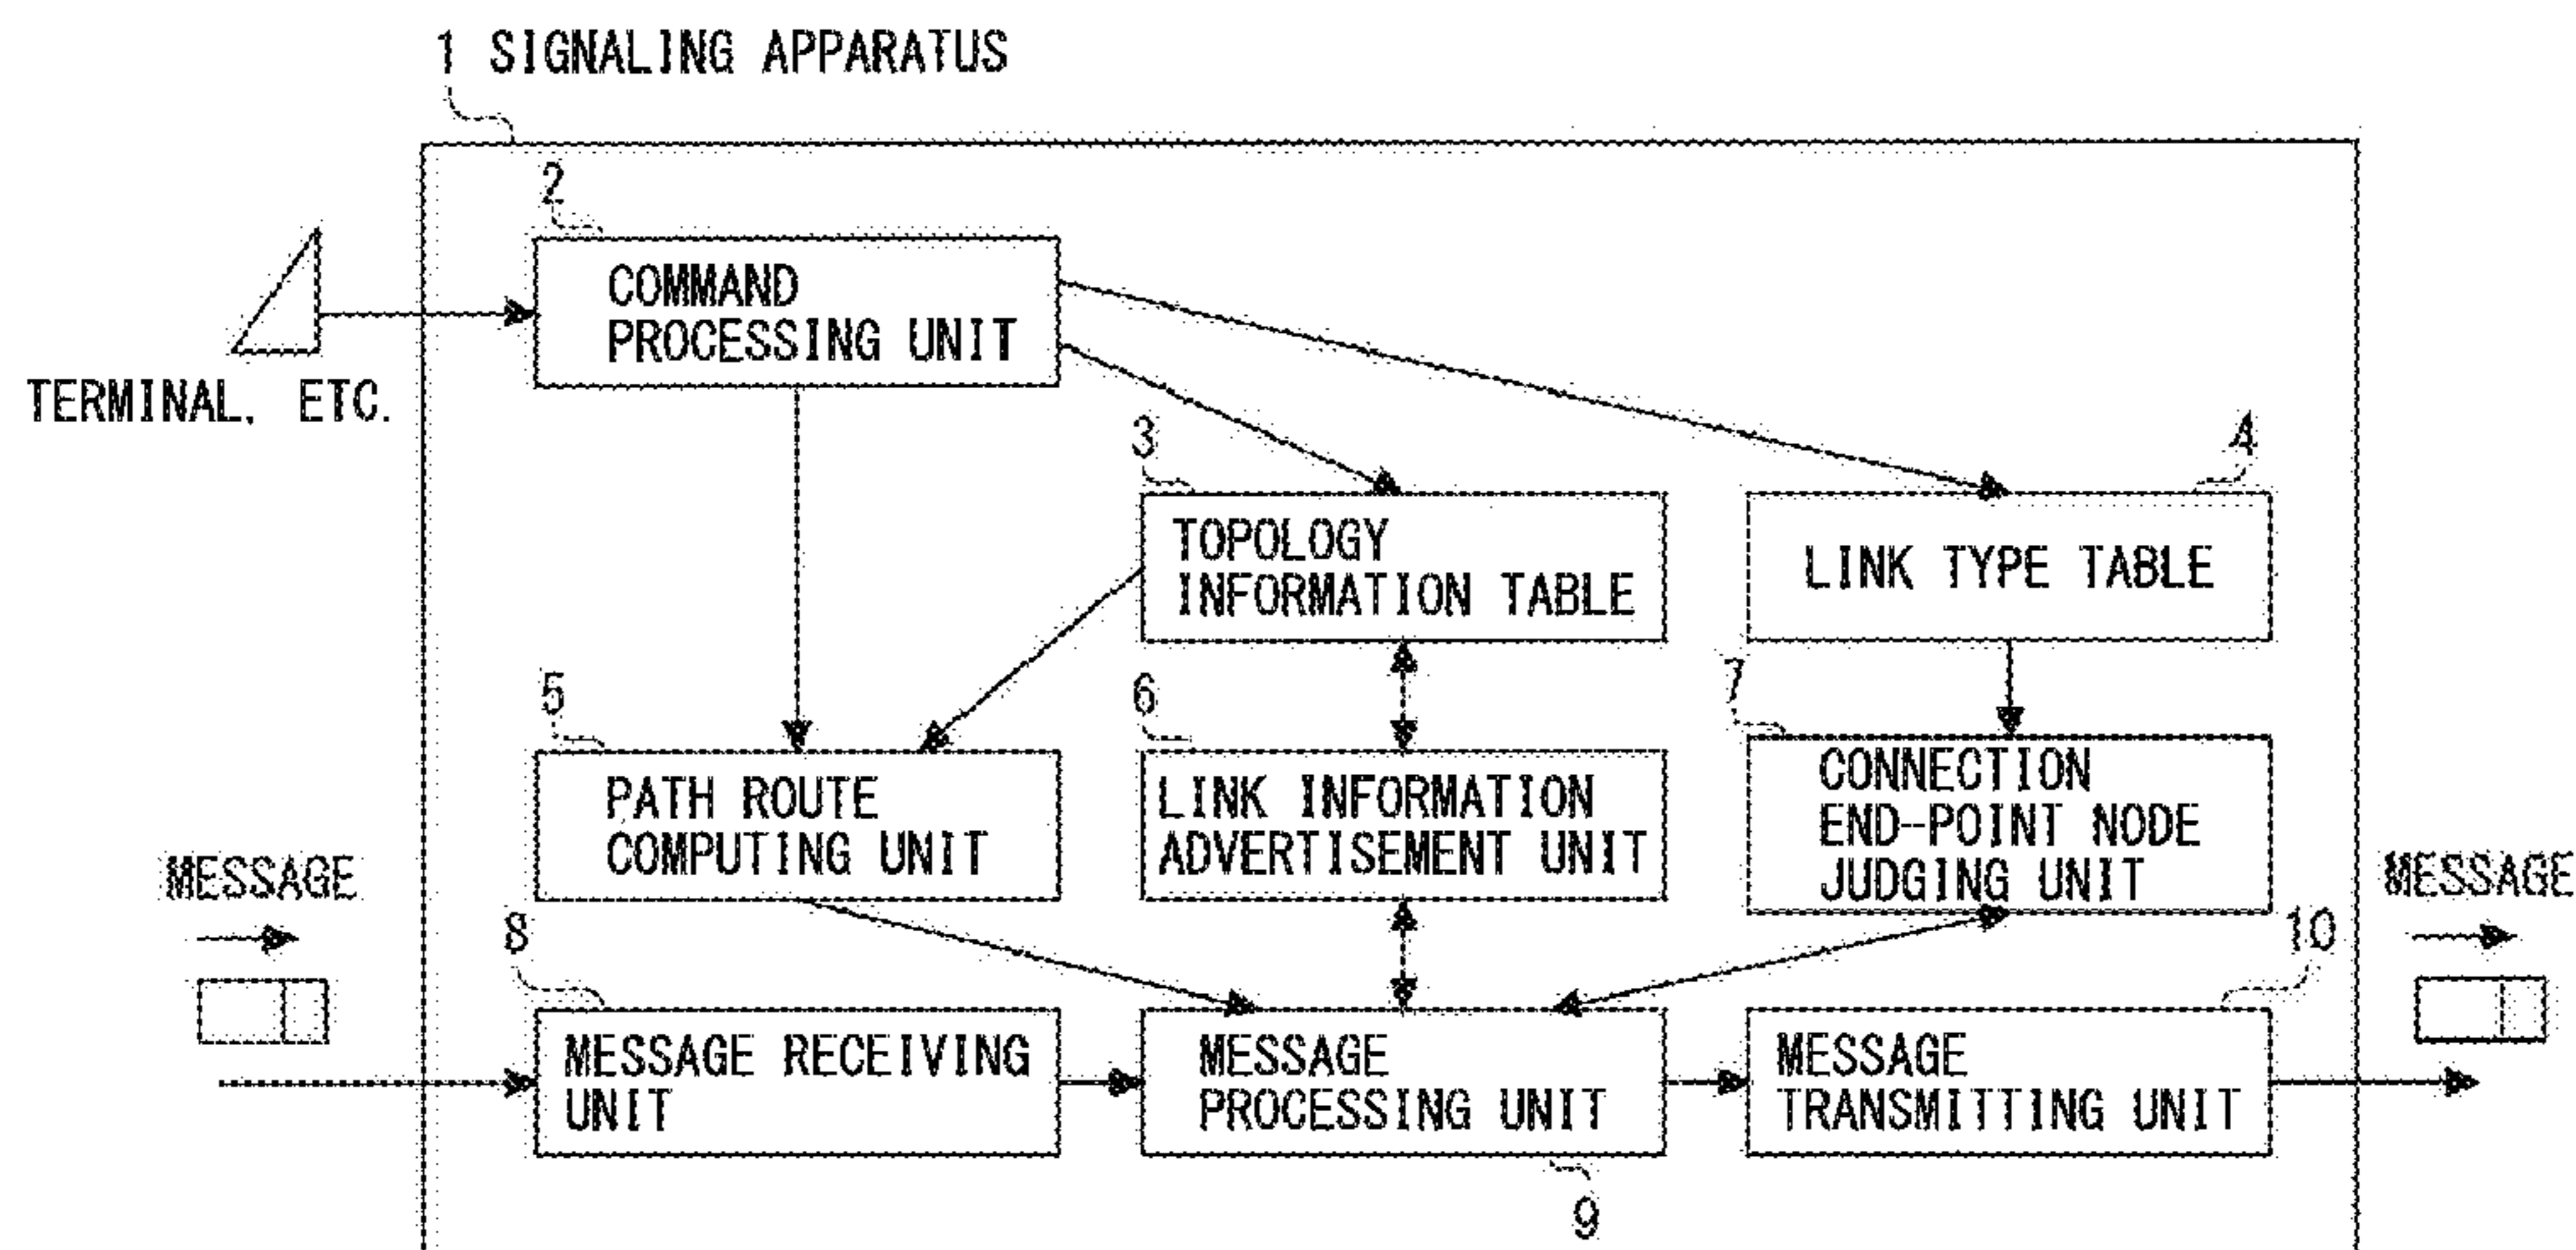 1 SIGNALING APPARATUS
2
COMMAND
PROCESSING UNIT
TERMINAL, ETC.
3
TOPOLOGY
INFORMATION TABLE
4
LINK TYPE TABLE
5
PATH ROUTE
COMPUTING UNIT
6
LINK INFORMATION
ADVERTISEMENT UNIT
7
CONNECTION
END-POINT NODE
JUDGING UNIT
MESSAGE
8
MESSAGE RECEIVING
UNIT
MESSAGE
PROCESSING UNIT
9
10
MESSAGE
TRANSMITTING UNIT
MESSAGE